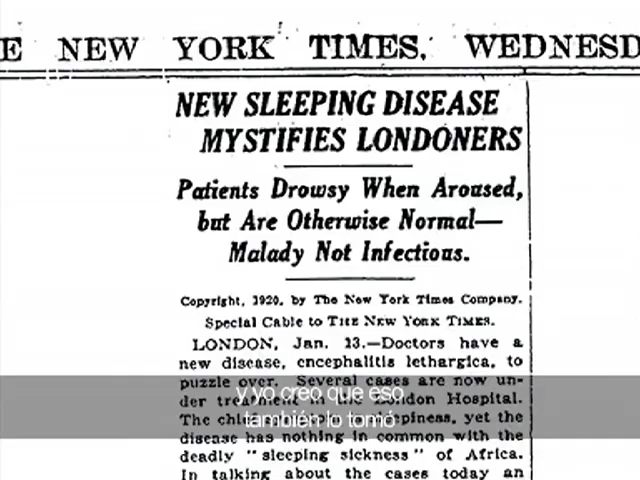 E NEW YORK TIMES, WEDNESD
NEW SLEEPING DISEASE
MYSTIFIES LONDONERS
Patients Drowsy When Aroused,
but Are Otherwise Normal—
Malady Not Infectious.
Copyright, 1920, by The New York Times Company.
Special Cable to THE NEW YORK TIMES.
LONDON, Jan. 13.—Doctors have a
new disease, encephalitis lethargica, to
puzzle over. Several cases are now un-
der treatment in the London Hospital.
The chief is sleepiness, yet the
disease has nothing in common with the
deadly "sleeping sickness" of Africa.
In talking about the cases today an
y yo creo que eso
también lo tomó